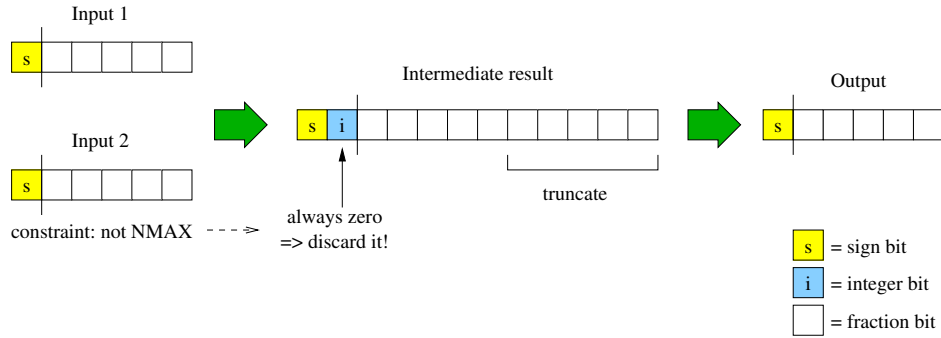 Input 1
s
Input 2
s
constraint: not NMAX
Intermediate result
s i
truncate
always zero
=> discard it!
Output
s
s = sign bit
i = integer bit
= fraction bit